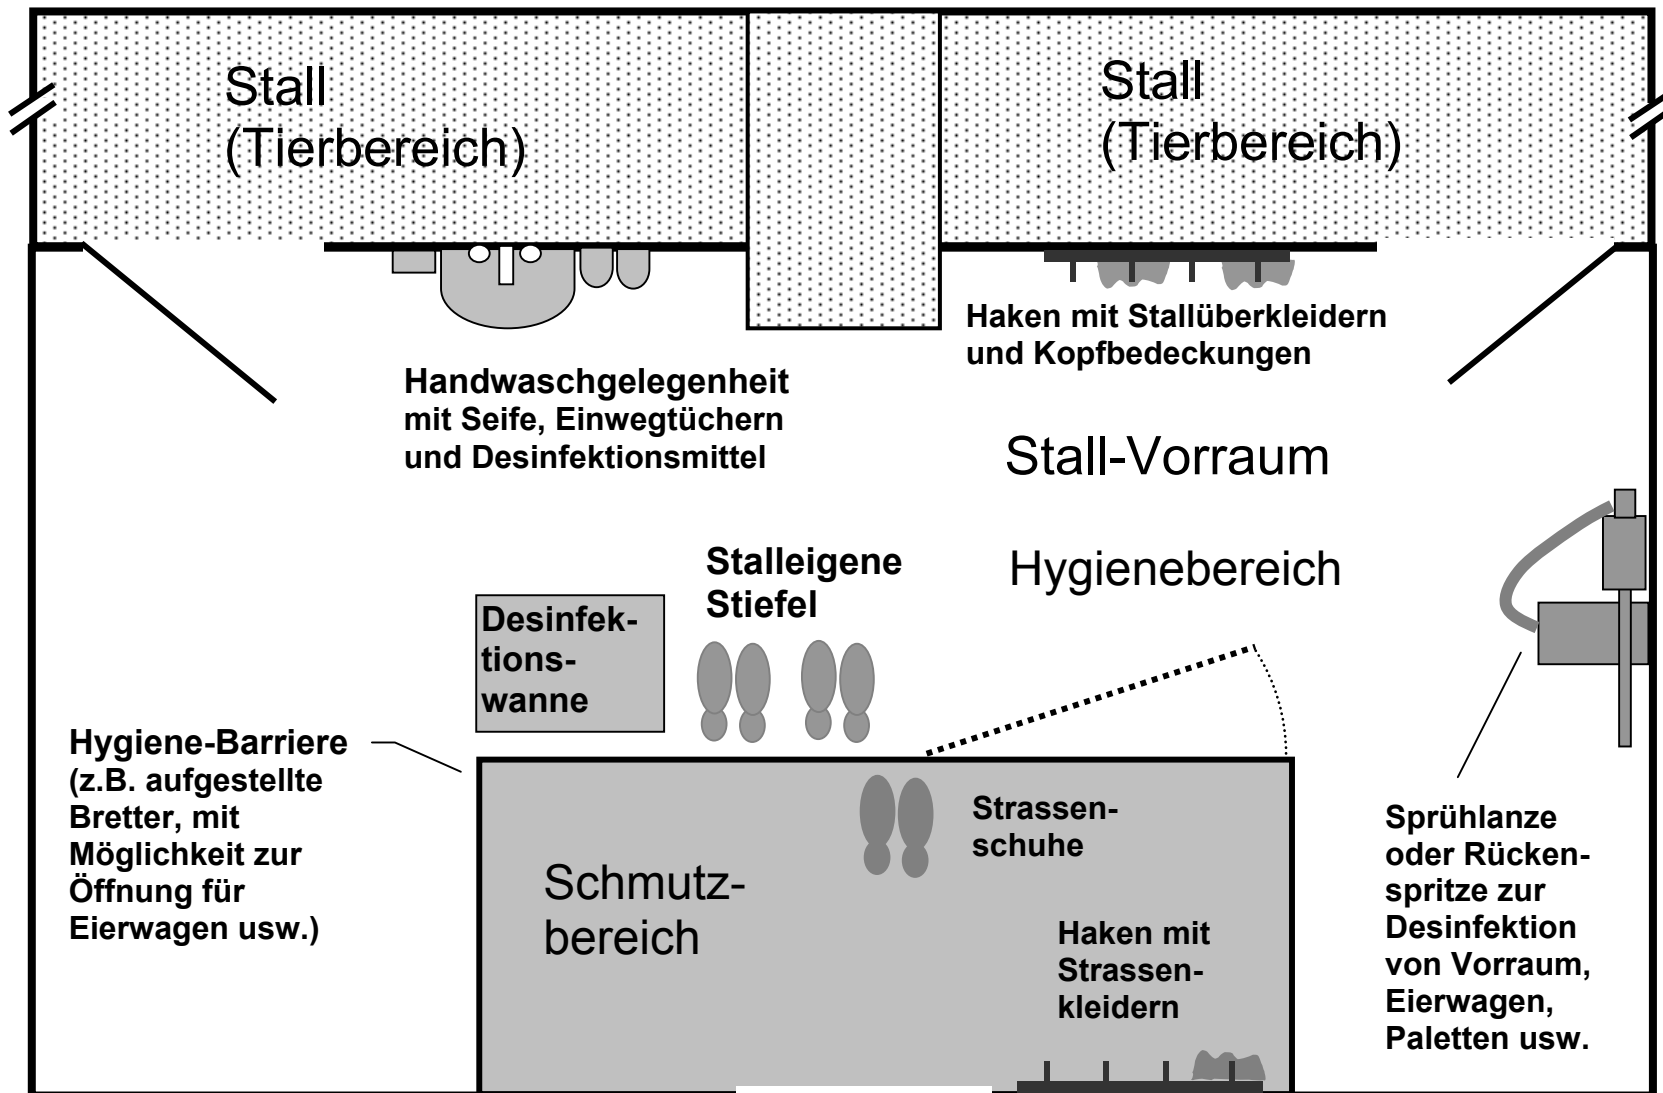 Stall
(Tierbereich)
Stall
(Tierbereich)
Haken mit Stallüberkleidern
und Kopfbedeckungen
Handwaschgelegenheit
mit Seife, Einwegtüchern
und Desinfektionsmittel
Stall-Vorraum
Hygienebereich
Stalleigene
Stiefel
Desinfek-
tions-
wanne
Hygiene-Barriere
(z.B. aufgestellte
Bretter, mit
Möglichkeit zur
Öffnung für
Eierwagen usw.)
Strassen-
schuhe
Schmutz-
bereich
Haken mit
Strassen-
kleidern
Sprühlanze
oder Rücken-
spritze zur
Desinfektion
von Vorraum,
Eierwagen,
Paletten usw.